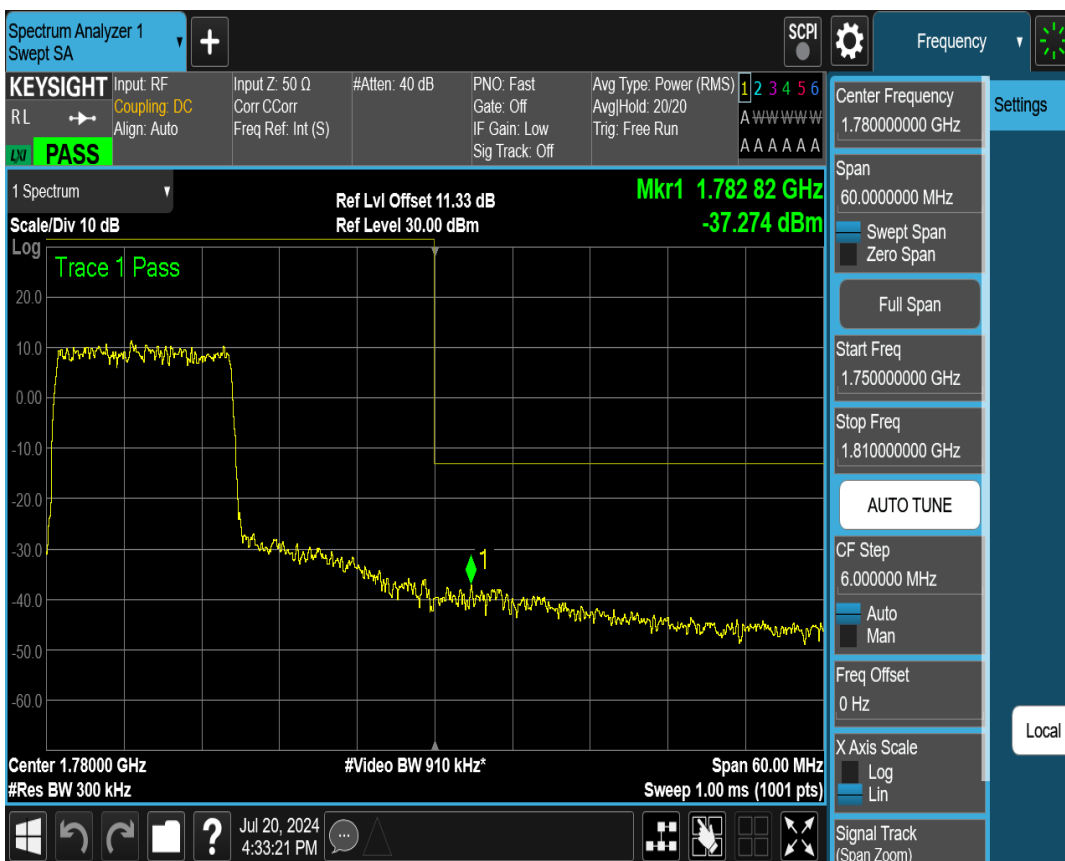 Spectrum Analyzer 1
Swept SA
+
SCPI
Frequency
KEYSIGHT
RL
LXI
PASS
Input: RF
Coupling: DC
Align: Auto
Input Z: 50 Ω
Corr CCorr
Freq Ref: Int (S)
#Atten: 40 dB
PNO: Fast
Gate: Off
IF Gain: Low
Sig Track: Off
Avg Type: Power (RMS)
Avg|Hold: 20/20
Trig: Free Run
1 2 3 4 5 6
A W W W W W
A A A A A A
1 Spectrum
Scale/Div 10 dB
Ref Lvl Offset 11.33 dB
Ref Level 30.00 dBm
Mkr1 1.782 82 GHz
-37.274 dBm
Log
Trace 1 Pass
20.0
10.0
0.00
-10.0
-20.0
-30.0
-40.0
-50.0
-60.0
1
Center 1.78000 GHz
#Res BW 300 kHz
#Video BW 910 kHz*
Span 60.00 MHz
Sweep 1.00 ms (1001 pts)
Center Frequency
1.780000000 GHz
Span
60.0000000 MHz
Swept Span
Zero Span
Full Span
Start Freq
1.750000000 GHz
Stop Freq
1.810000000 GHz
AUTO TUNE
CF Step
6.000000 MHz
Auto
Man
Freq Offset
0 Hz
X Axis Scale
Log
Lin
Signal Track
(Span Zoom)
Settings
Local
?
Jul 20, 2024
4:33:21 PM